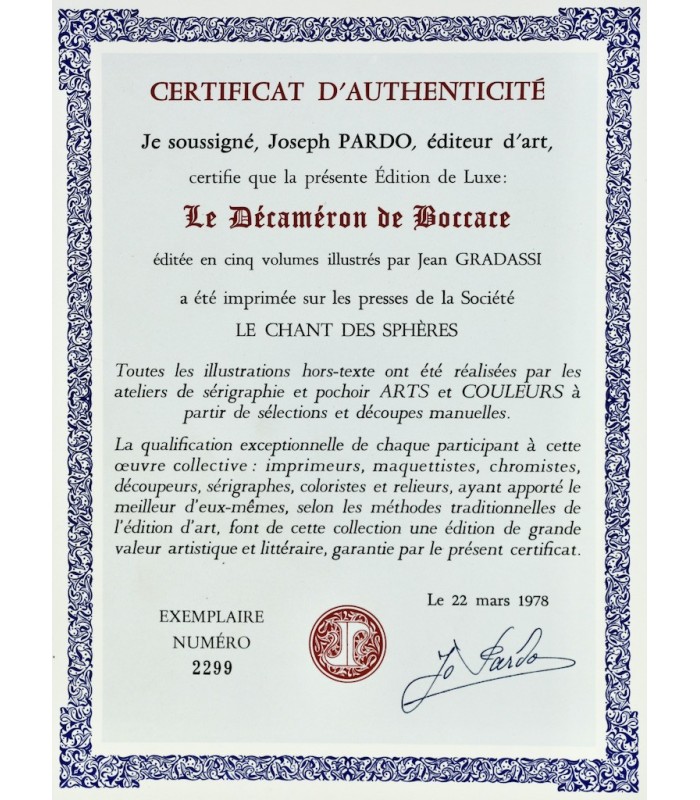 CERTIFICAT D'AUTHENTICITÉ
Je soussigné, Joseph PARDO, éditeur d'art,
certifie que la présente Édition de Luxe:
Le Décaméron de Boccace
éditée en cinq volumes illustrés par Jean GRADASSI
a été imprimée sur les presses de la Société
LE CHANT DES SPHÈRES
Toutes les illustrations hors-texte ont été réalisées par les
ateliers de sérigraphie et pochoir ARTS et COULEURS à
partir de sélections et découpes manuelles.
La qualification exceptionnelle de chaque participant à cette
œuvre collective : imprimeurs, maquettistes, chromistes,
découpeurs, sérigraphes, coloristes et relieurs, ayant apporté le
meilleur d'eux-mêmes, selon les méthodes traditionnelles de
l'édition d'art, font de cette collection une édition de grande
valeur artistique et littéraire, garantie par le présent certificat.
Le 22 mars 1978
EXEMPLAIRE
NUMÉRO
2299
P
Jo Pardo